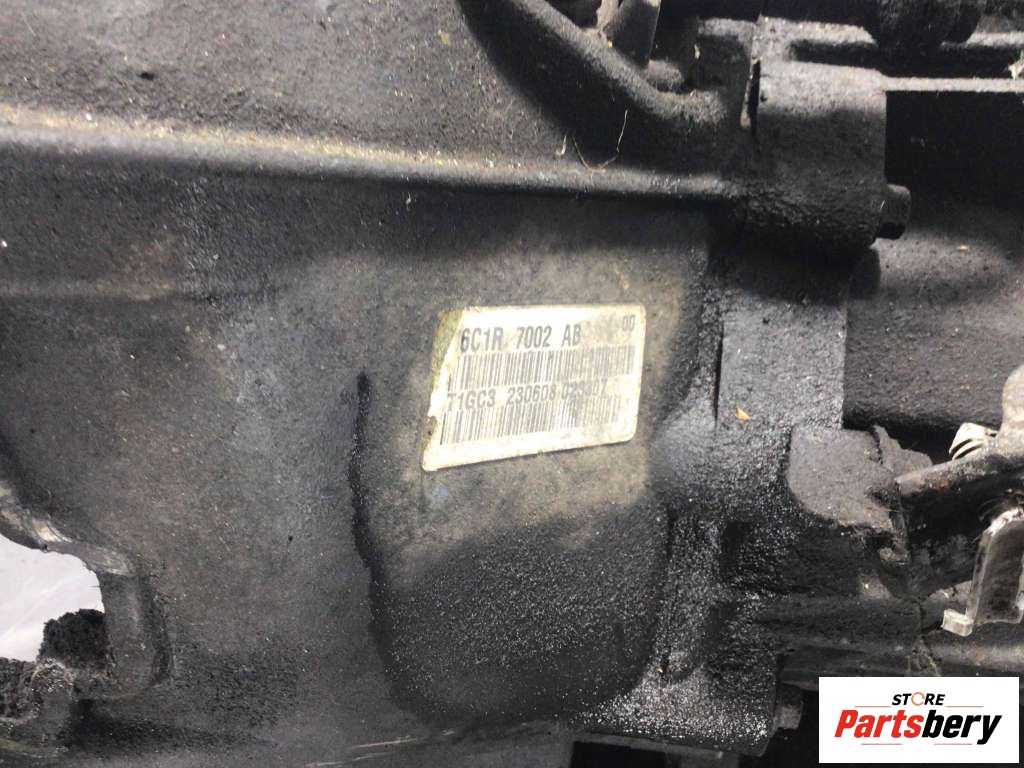 6C1R 7002 AB
T1GC3 230608
STORE
Partsbery